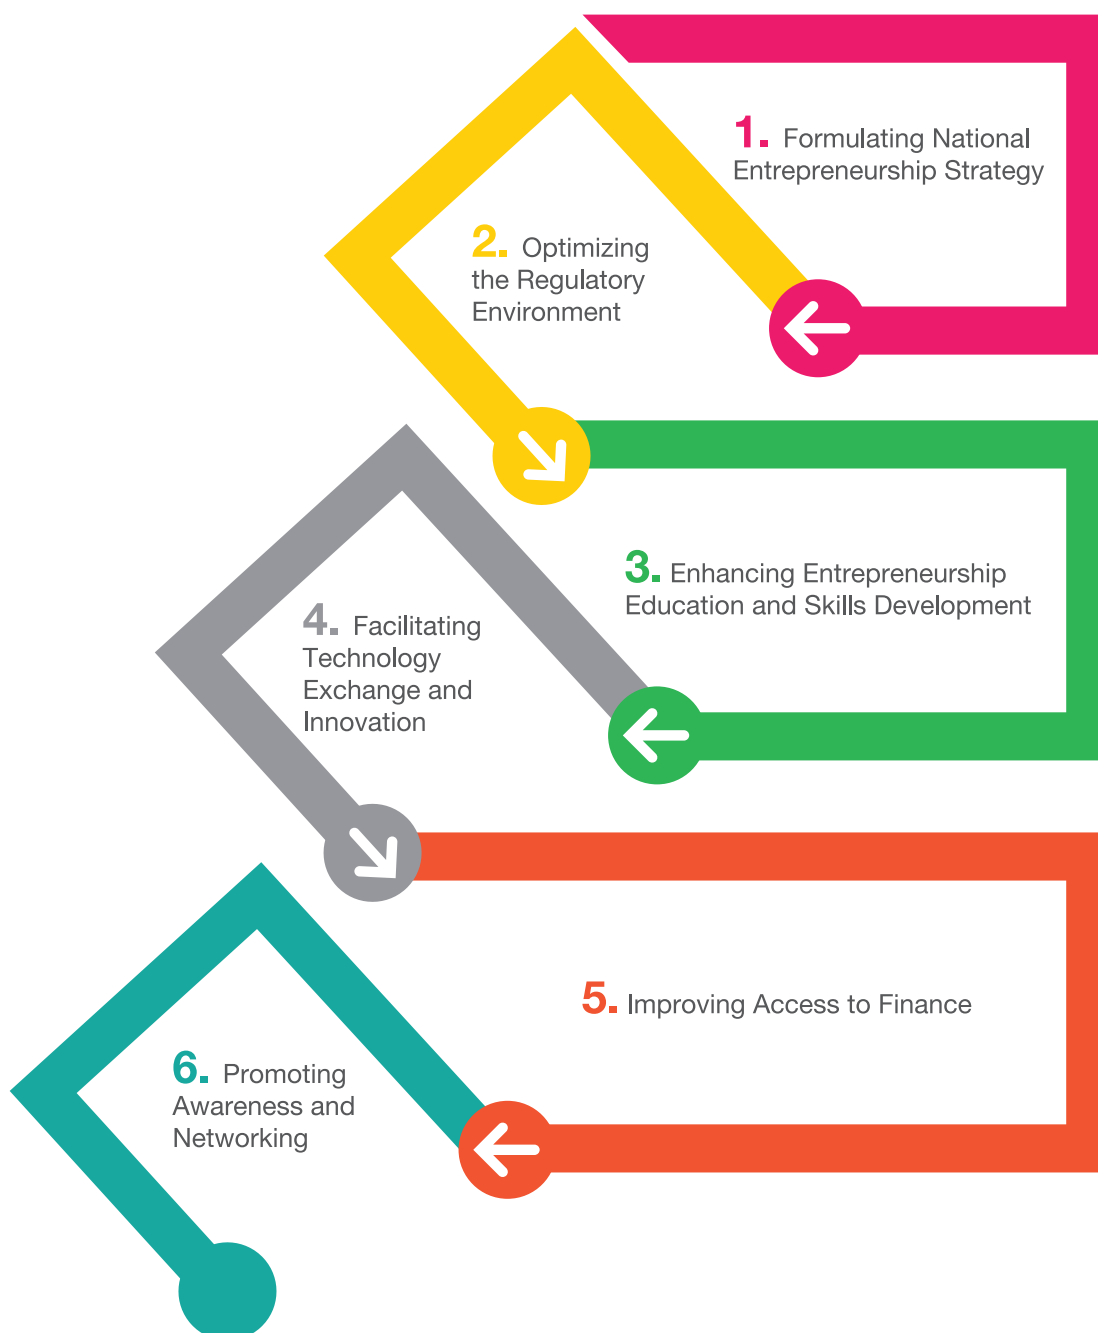 1. Formulating National
Entrepreneurship Strategy
2. Optimizing
the Regulatory
Environment
3. Enhancing Entrepreneurship
Education and Skills Development
4. Facilitating
Technology
Exchange and
Innovation
5. Improving Access to Finance
6. Promoting
Awareness and
Networking